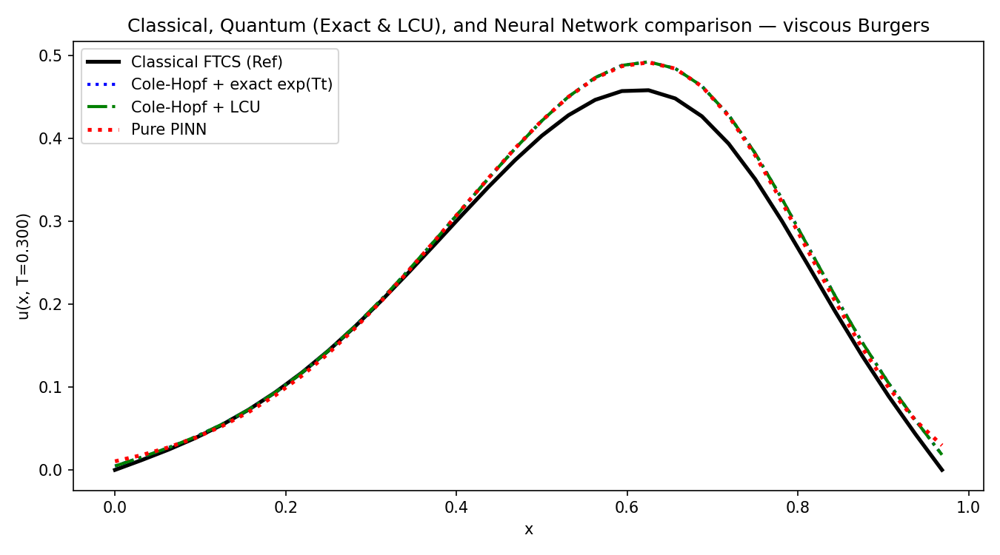 Classical, Quantum (Exact & LCU), and Neural Network comparison — viscous Burgers
Classical FTCS (Ref)
Cole-Hopf + exact exp(Tt)
Cole-Hopf + LCU
Pure PINN
0.5
0.4
0.3
0.2
0.1
0.0
u(x, T=0.300)
0.0 0.2 0.4 0.6 0.8 1.0
x